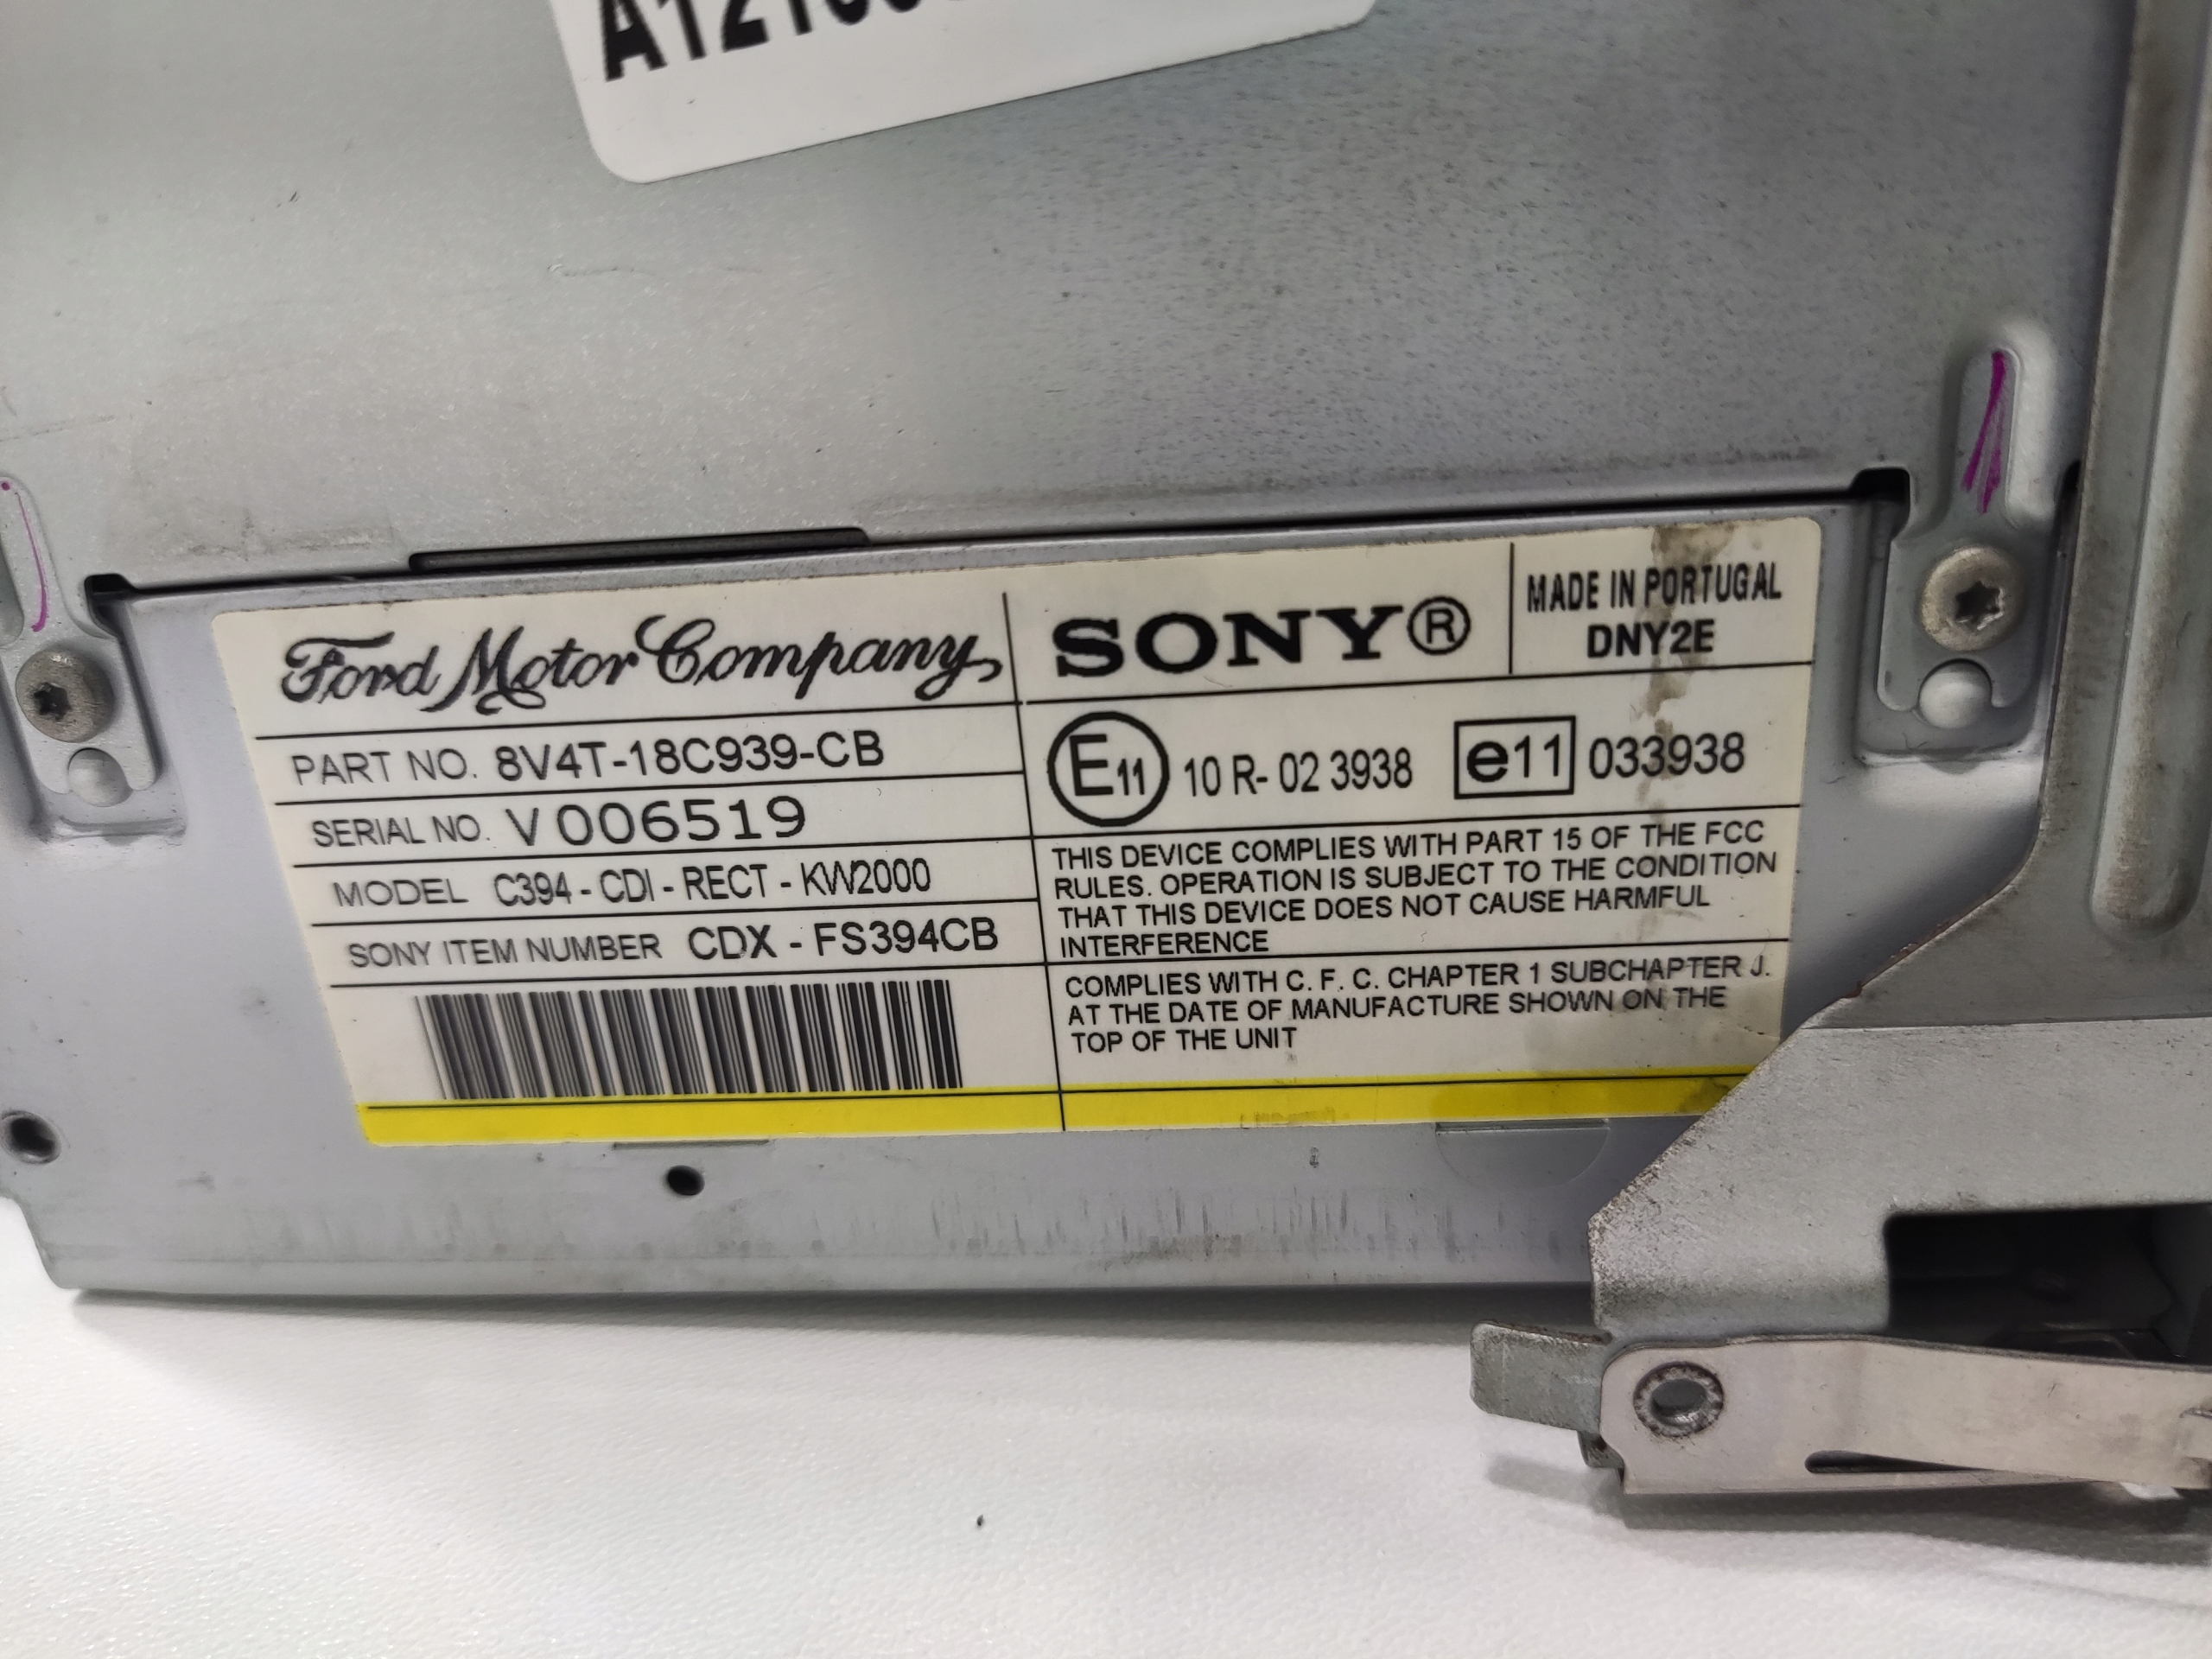 Ford Motor Company
PART NO. 8V4T-18C939-CB
SERIAL NO. V 006519
MODEL C394 - CDI - RECT - KW2000
SONY ITEM NUMBER CDX - FS394CB
SONY®
MADE IN PORTUGAL
DNY2E
E11 10 R- 02 3938 e11 033938
THIS DEVICE COMPLIES WITH PART 15 OF THE FCC
RULES. OPERATION IS SUBJECT TO THE CONDITION
THAT THIS DEVICE DOES NOT CAUSE HARMFUL
INTERFERENCE
COMPLIES WITH C. F. C. CHAPTER 1 SUBCHAPTER J.
AT THE DATE OF MANUFACTURE SHOWN ON THE
TOP OF THE UNIT